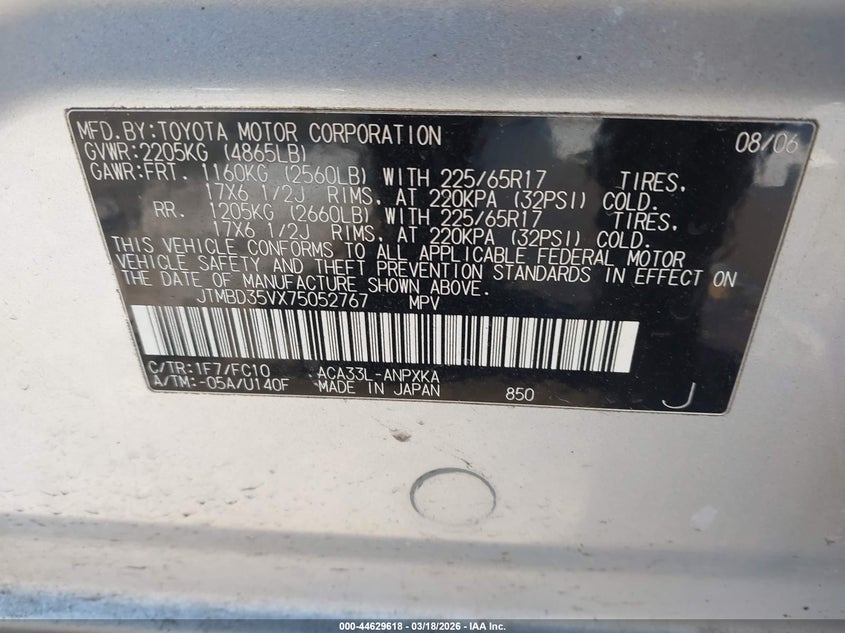 MFD.BY:TOYOTA MOTOR CORPORATION 08/06
GVWR:2205KG (4865LB)
GAWR:FRT. 1160KG (2560LB) WITH 225/65R17 TIRES,
17X6 1/2J RIMS, AT 220KPA (32PSI) COLD.
RR. 1205KG (2660LB) WITH 225/65R17 TIRES,
17X6 1/2J RIMS, AT 220KPA (32PSI) COLD.
THIS VEHICLE CONFORMS TO ALL APPLICABLE FEDERAL MOTOR
VEHICLE SAFETY AND THEFT PREVENTION STANDARDS IN EFFECT ON
THE DATE OF MANUFACTURE SHOWN ABOVE.
JTMBD35VX75052767 MPV
C/TR:1F7/FC10 ACA33L-ANPXKA
A/TM:-05A/U140F MADE IN JAPAN 850 J
000-44629618 | 03/18/2026 | IAA Inc.